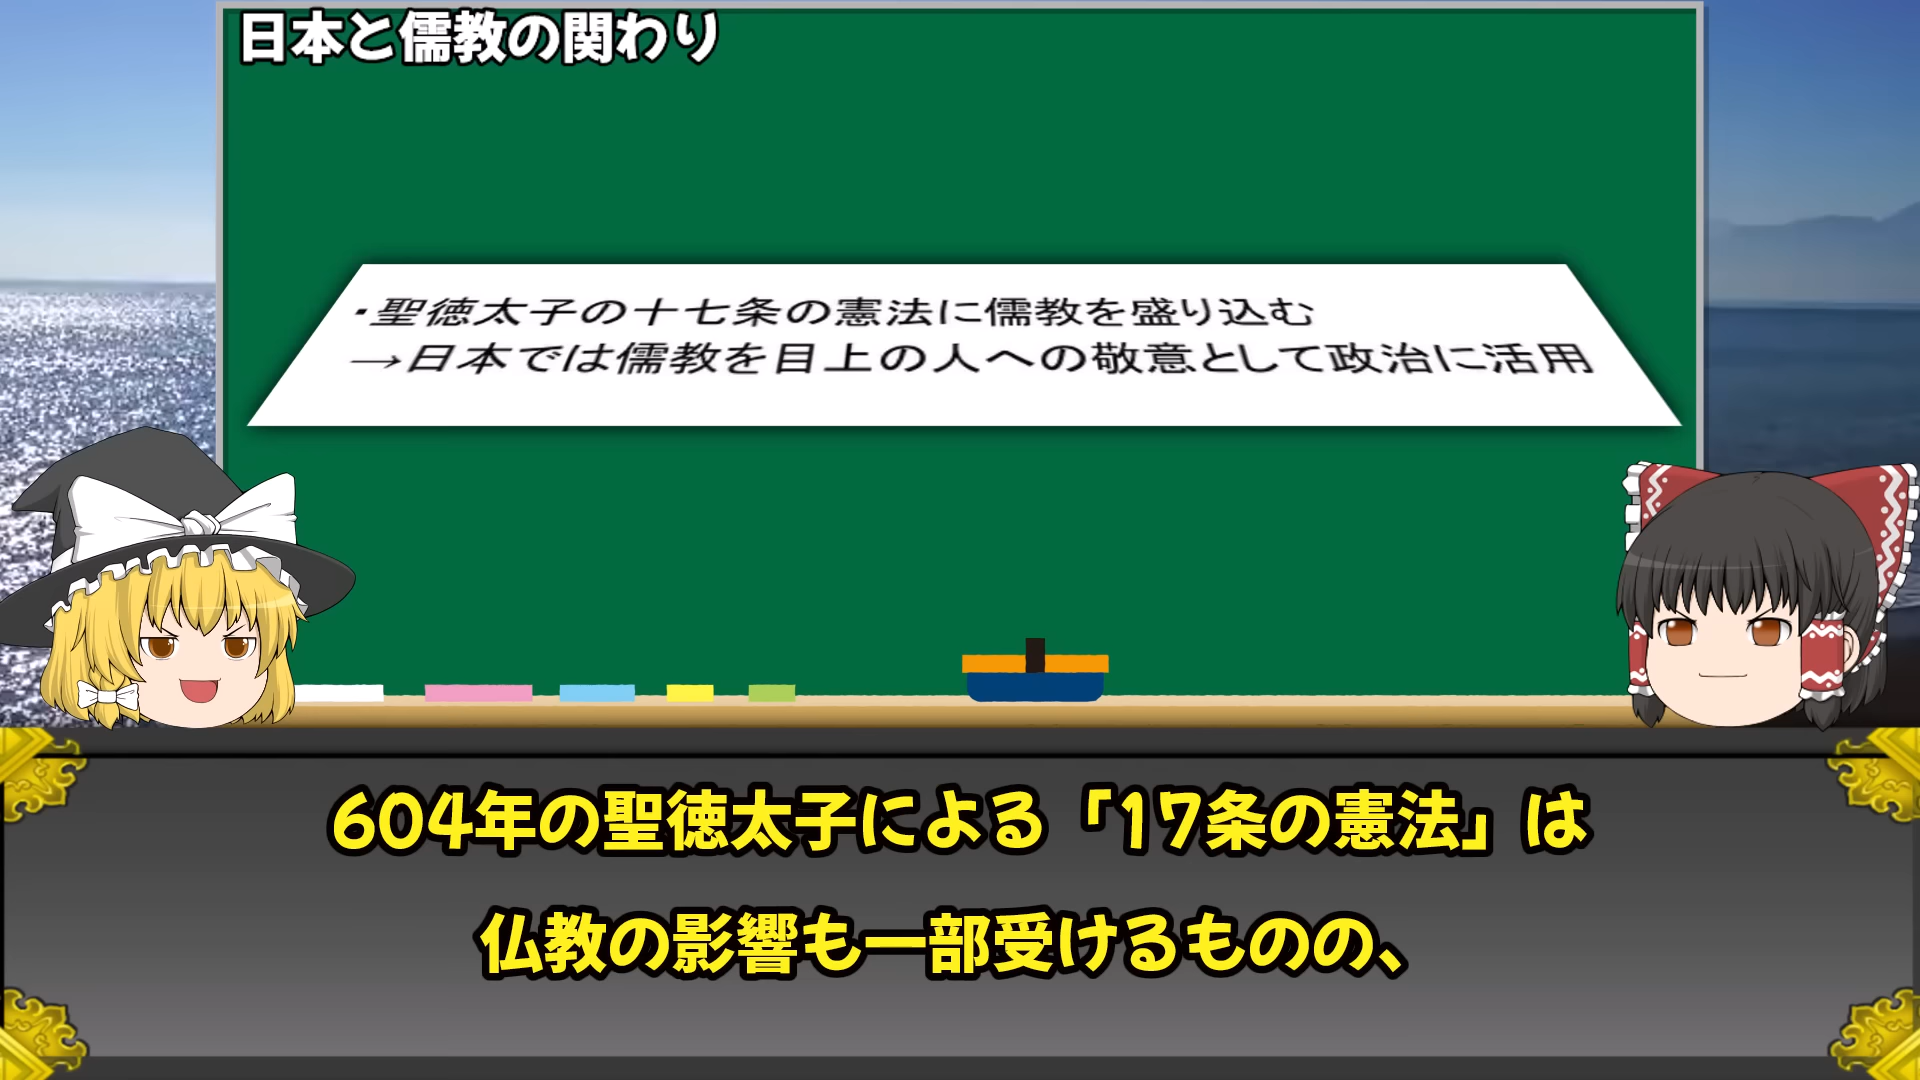 日本と儒教の関わり
・聖徳太子の十七条の憲法に儒教を盛り込む
→日本では儒教を目上の人への敬意として政治に活用
604年の聖徳太子による「17条の憲法」は
仏教の影響も一部受けるものの、